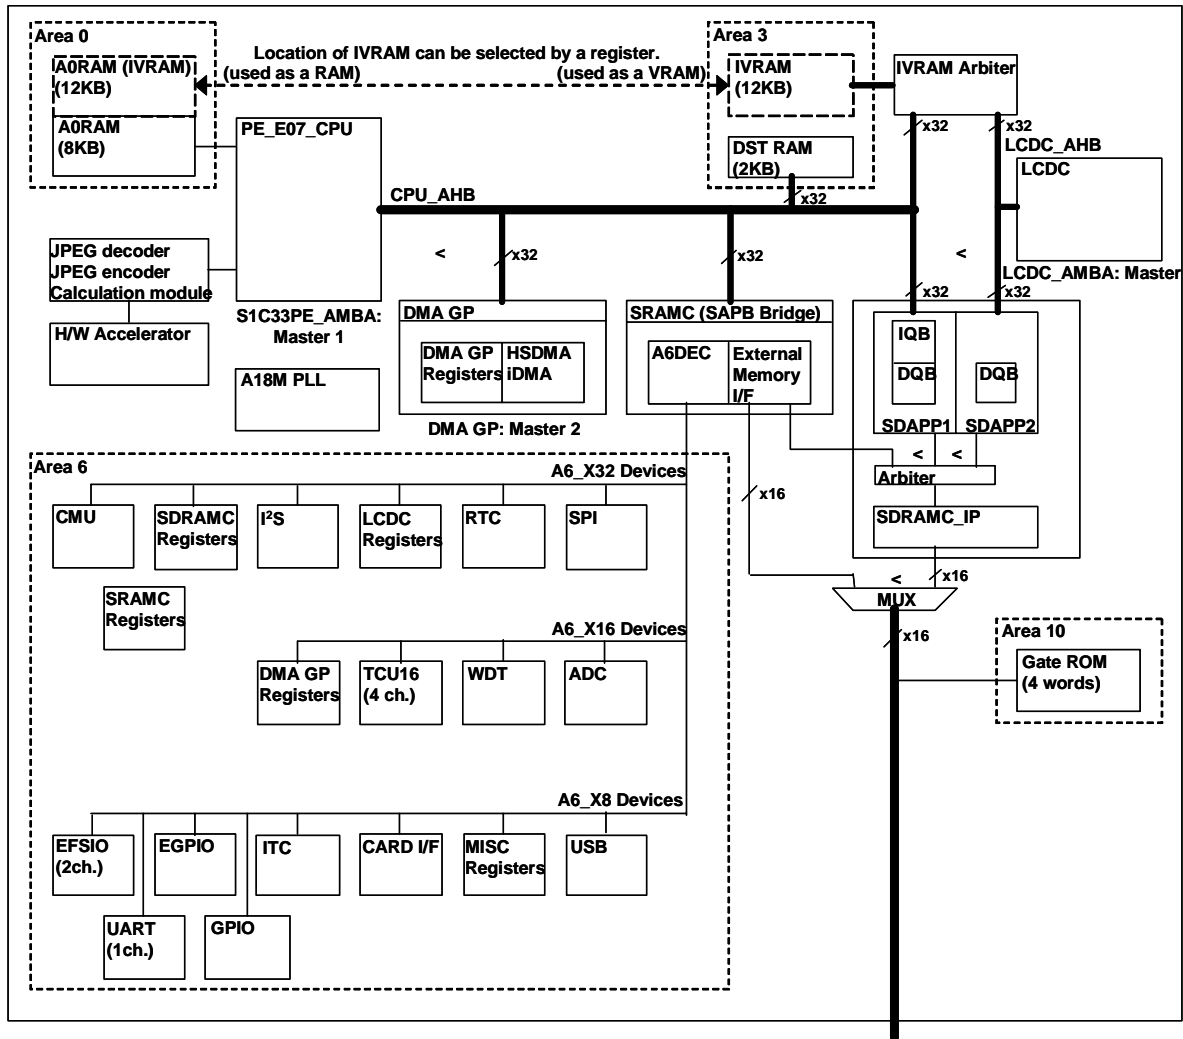 Area 0
A0RAM (IVRAM)
(12KB)
A0RAM
(8KB)
Location of IVRAM can be selected by a register.
(used as a RAM)
(used as a VRAM)
Area 3
IVRAM
(12KB)
DST RAM
(2KB)
IVRAM Arbiter
x32
x32
LCDC_AHB
LCDC
LCDC_AMBA: Master
PE_E07_CPU
CPU_AHB
x32
<
x32
x32
<
x32
x32
JPEG decoder
JPEG encoder
Calculation module
H/W Accelerator
S1C33PE_AMBA:
Master 1
A18M PLL
DMA GP
DMA GP
Registers
HSDMA
iDMA
DMA GP: Master 2
SRAMC (SAPB Bridge)
A6DEC
External
Memory
I/F
IQB
DQB
DQB
SDAPP1
SDAPP2
<
<
Arbiter
SDRAMC_IP
x16
x16
<
MUX
x16
Area 10
Gate ROM
(4 words)
Area 6
A6_X32 Devices
CMU
SDRAMC
Registers
I²S
LCDC
Registers
RTC
SPI
SRAMC
Registers
A6_X16 Devices
DMA GP
Registers
TCU16
(4 ch.)
WDT
ADC
A6_X8 Devices
EFSIO
(2ch.)
EGPIO
ITC
CARD I/F
MISC
Registers
USB
UART
(1ch.)
GPIO